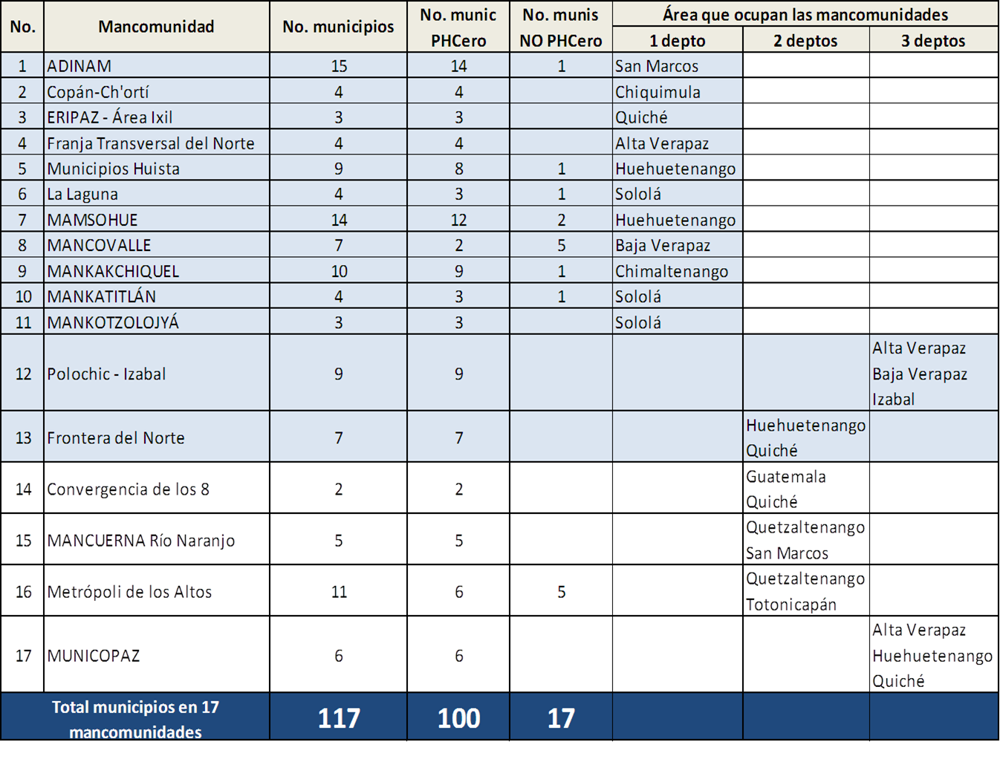 No. Mancomunidad No. municipios No. munic PHCero No. munis NO PHCero Área que ocupan las mancomunidades
1 depto 2 deptos 3 deptos
1 ADINAM 15 14 1 San Marcos
2 Copán-Ch'ortí 4 4 Chiquimula
3 ERIPAZ - Área Ixil 3 3 Quiché
4 Franja Transversal del Norte 4 4 Alta Verapaz
5 Municipios Huista 9 8 1 Huehuetenango
6 La Laguna 4 3 1 Sololá
7 MAMSOHUE 14 12 2 Huehuetenango
8 MANCOVALLE 7 2 5 Baja Verapaz
9 MANKAKCHIQUEL 10 9 1 Chimaltenango
10 MANKATITLÁN 4 3 1 Sololá
11 MANKOTZOLOJYÁ 3 3 Sololá
12 Polochic - Izabal 9 9 Alta Verapaz
Baja Verapaz
Izabal
13 Frontera del Norte 7 7 Huehuetenango
Quiché
14 Convergencia de los 8 2 2 Guatemala
Quiché
15 MANCUERNA Río Naranjo 5 5 Quetzaltenango
San Marcos
16 Metrópoli de los Altos 11 6 5 Quetzaltenango
Totonicapán
17 MUNICOPAZ 6 6 Alta Verapaz
Huehuetenango
Quiché
Total municipios en 17
mancomunidades 117 100 17